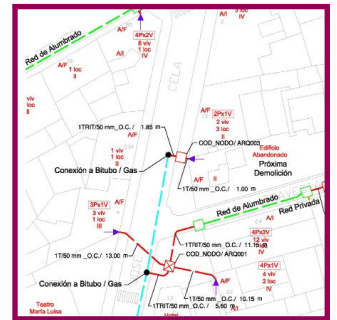 A/F
4Px2V
8 viv
1 loc
IV
A/I
Red de Alumbrado
A/F
1 loc
II
viv
loc
II
A/F
CELA
A/F
2Px1V
2 viv
3 loc
II
1TRIT/50 mm _O.C. / 1.85 m
COD_NODO/ARQ003
Edificio
Abandonado
Próxima
Demolición
A/F
1 viv
1 loc
II
Conexión a Bitubo / Gas
1T/50 mm _O.C. / 1.00 m
A/F
II
3Px1V
3 viv
1 loc
III
Red de Alumbrado
Red Privada
A/I
4Px3V
12 viv
IV
1TRIT/50 mm _O.C. / 11.15 m
COD_NODO/ARQ001
1T/50 mm _O.C. / 13.00 m
A/I
4Px1V
4 viv
2 loc
IV
Conexión a Bitubo / Gas
A/F
1T/50 mm _O.C. / 10.15 m
1TRIT/50 mm _O.C. / 5.60 m
Teatro
María Luisa
Hotel